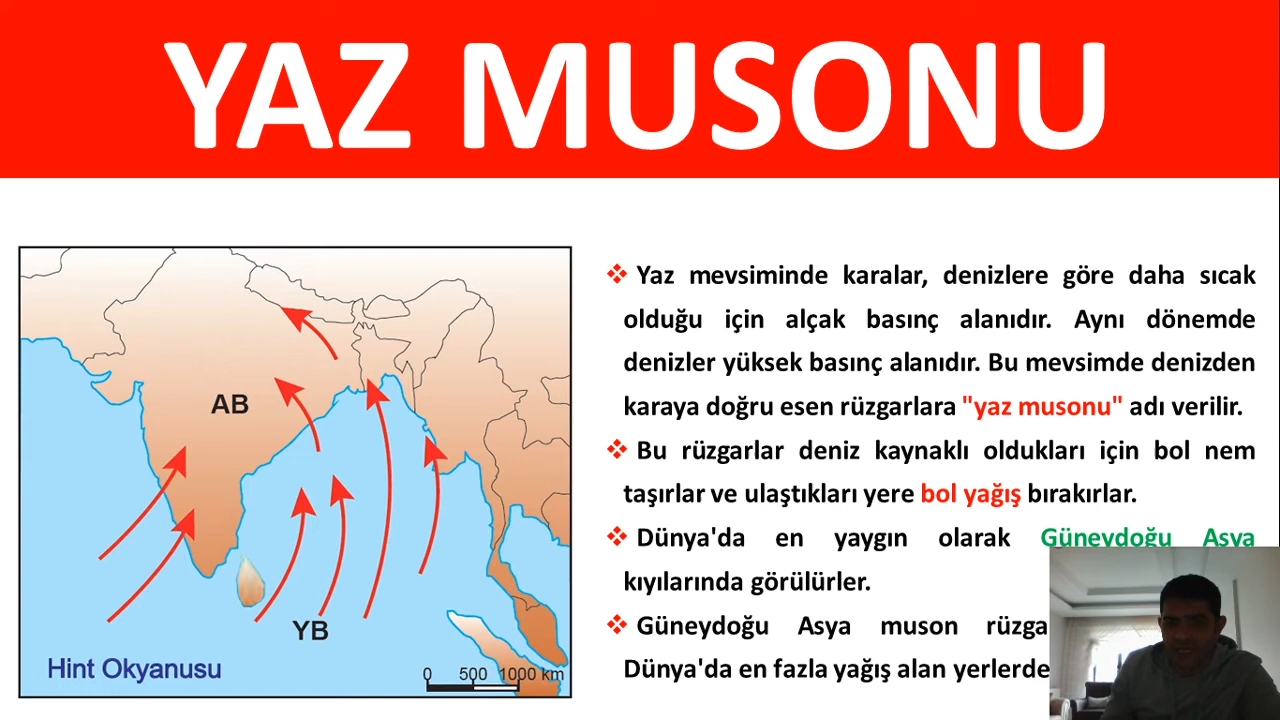 YAZ MUSONU
AB
YB
Hint Okyanusu
0 500 1000 km
❖ Yaz mevsiminde karalar, denizlere göre daha sıcak
olduğu için alçak basınç alanıdır. Aynı dönemde
denizler yüksek basınç alanıdır. Bu mevsimde denizden
karaya doğru esen rüzgarlara "yaz musonu" adı verilir.
❖ Bu rüzgarlar deniz kaynaklı oldukları için bol nem
taşırlar ve ulaştıkları yere bol yağış bırakırlar.
❖ Dünya'da en yaygın olarak Güneydoğu Asya
kıyılarında görülürler.
❖ Güneydoğu Asya muson
Dünya'da en fazla yağış alan